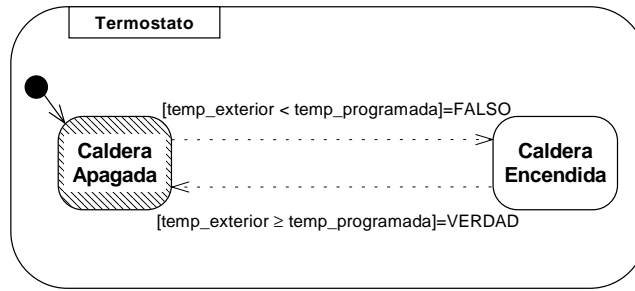 Termostato
[temp_exterior < temp_programada]=FALSO
Caldera
Apagada
Caldera
Encendida
[temp_exterior ≥ temp_programada]=VERDAD